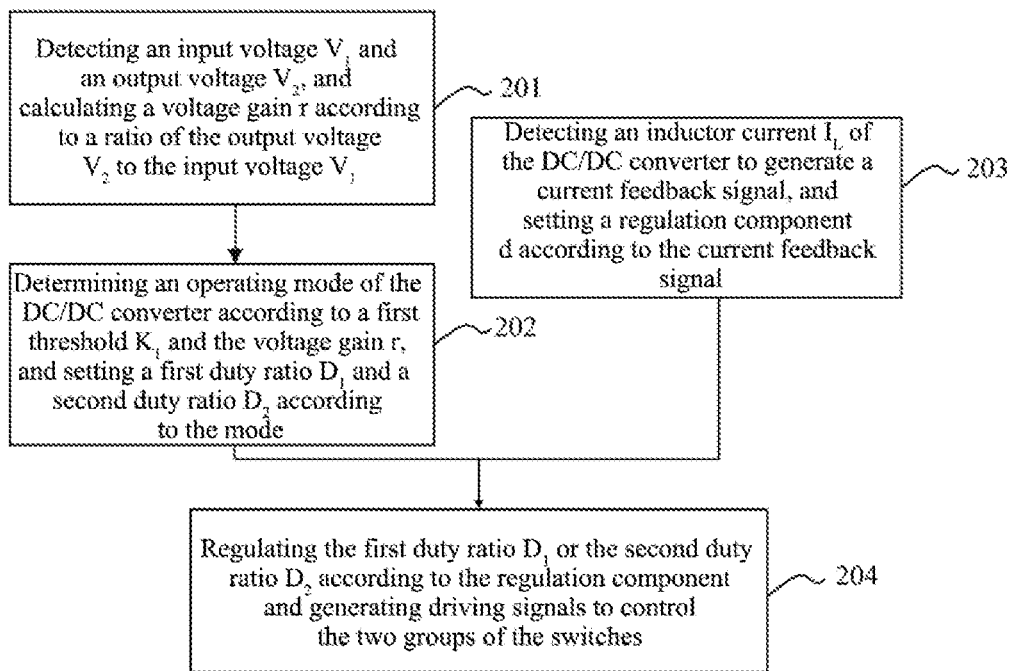 Detecting an input voltage V₁ and
an output voltage V₂, and
calculating a voltage gain r according
to a ratio of the output voltage
V₂ to the input voltage V₁
201
Detecting an inductor current I_L of
the DC/DC converter to generate a
current feedback signal, and
setting a regulation component
d according to the current feedback
signal
203
Determining an operating mode of the
DC/DC converter according to a first
threshold K₁ and the voltage gain r,
and setting a first duty ratio D₁ and a
second duty ratio D₂ according
to the mode
202
Regulating the first duty ratio D₁ or the second duty
ratio D₂ according to the regulation component
and generating driving signals to control
the two groups of the switches
204